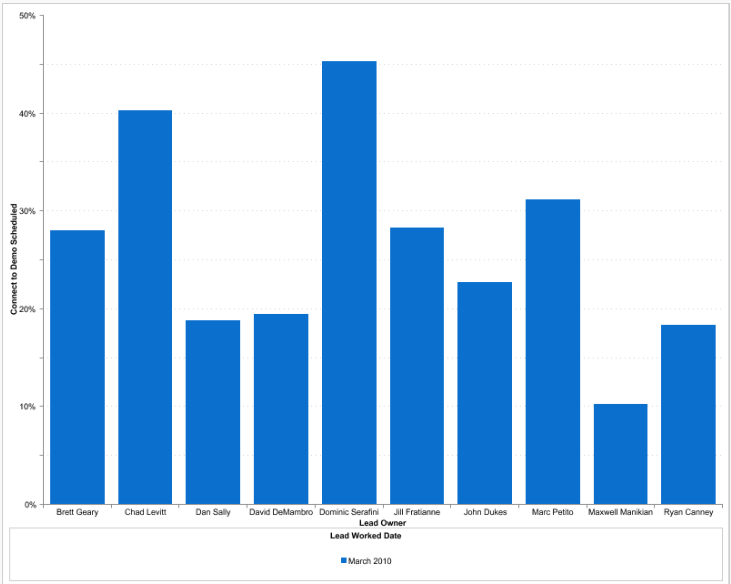 50%
40%
30%
20%
10%
0%
Connect to Demo Scheduled
Brett Geary Chad Levitt Dan Sally David DeMambro Dominic Serafini Jill Fratianne John Dukes Marc Petito Maxwell Manikian Ryan Canney
Lead Owner
Lead Worked Date
March 2010